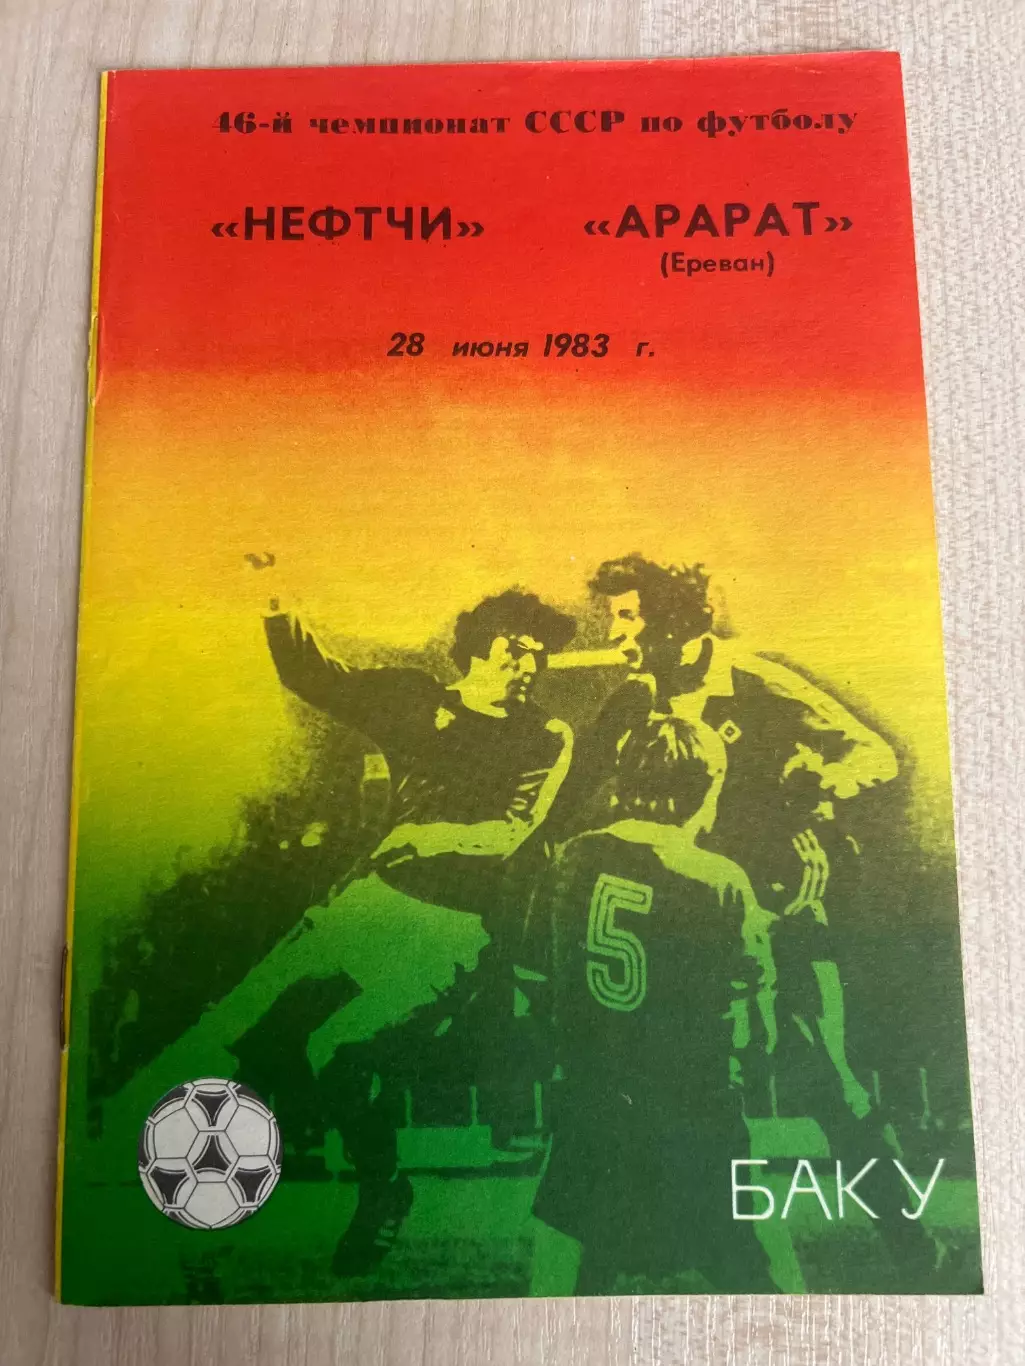 46-й чемпионат СССР по футболу
«НЕФТЧИ» «АРАРАТ»
(Ереван)
28 июня 1983 г.
5
БАКУ